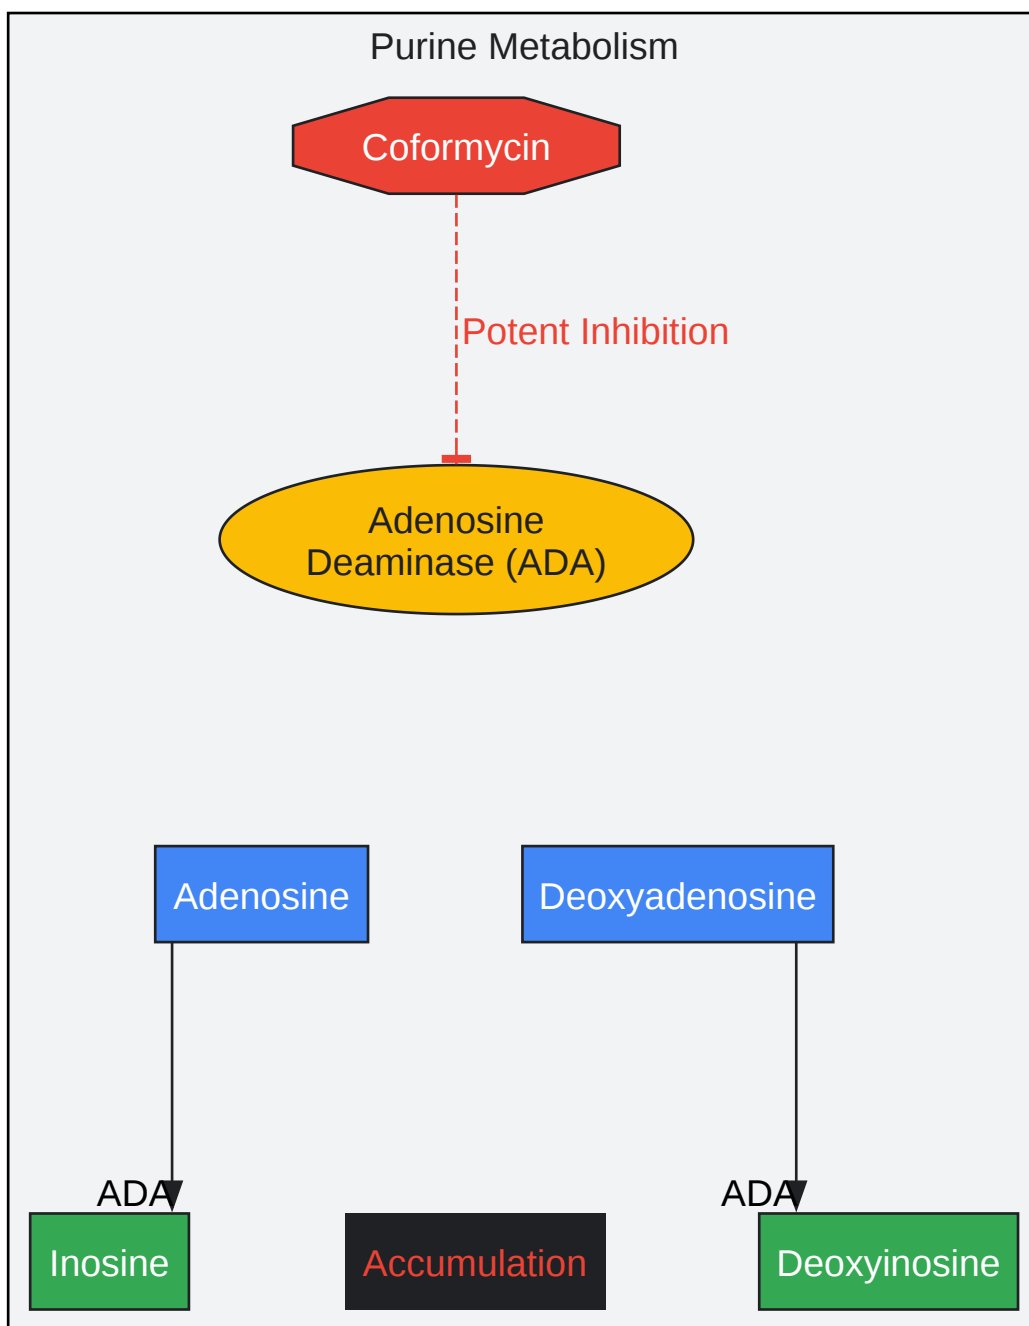 Purine Metabolism
Coformycin
Potent Inhibition
Adenosine
Deaminase (ADA)
Adenosine
Deoxyadenosine
ADA
ADA
Inosine
Accumulation
Deoxyinosine